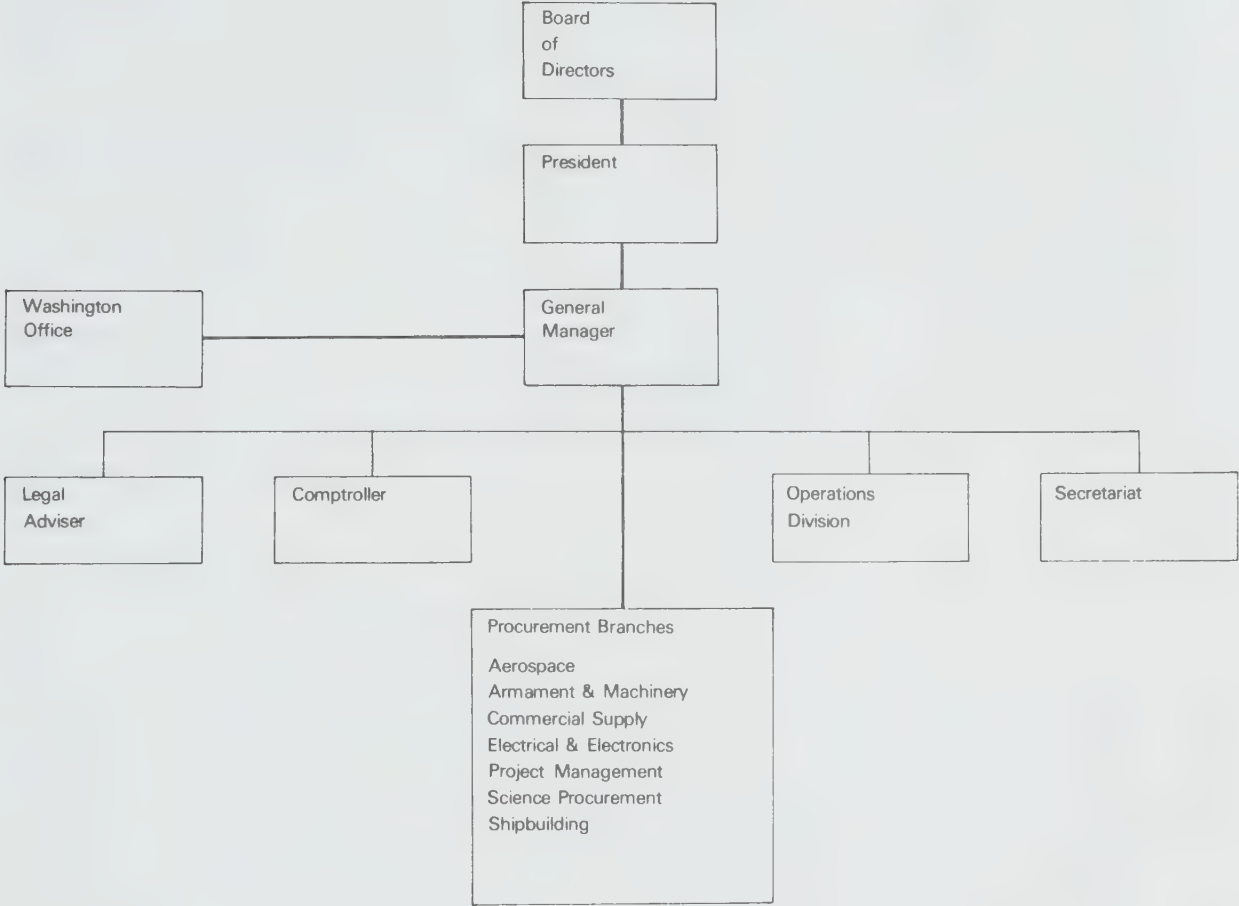 Board
of
Directors
President
Washington
Office
General
Manager
Legal
Adviser
Comptroller
Operations
Division
Secretariat
Procurement Branches
Aerospace
Armament & Machinery
Commercial Supply
Electrical & Electronics
Project Management
Science Procurement
Shipbuilding